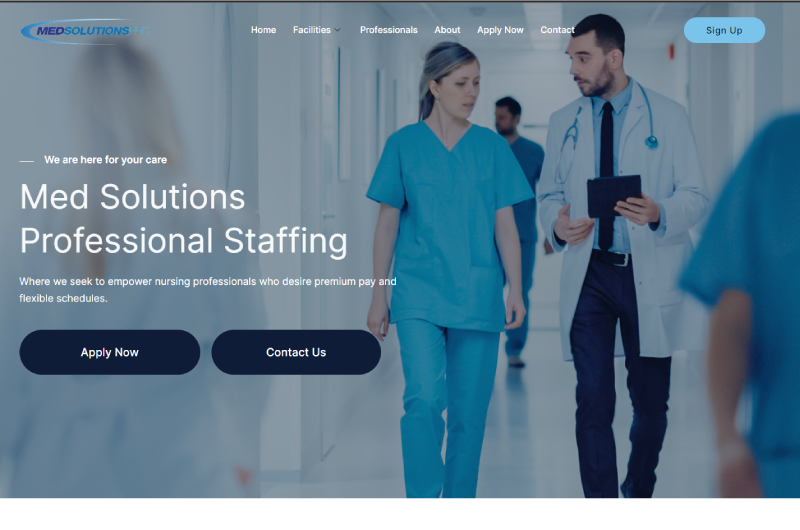 MEDSOLUTIONS
Home Facilities Professionals About Apply Now Contact
Sign Up
We are here for your care
Med Solutions
Professional Staffing
Where we seek to empower nursing professionals who desire premium pay and
flexible schedules.
Apply Now
Contact Us